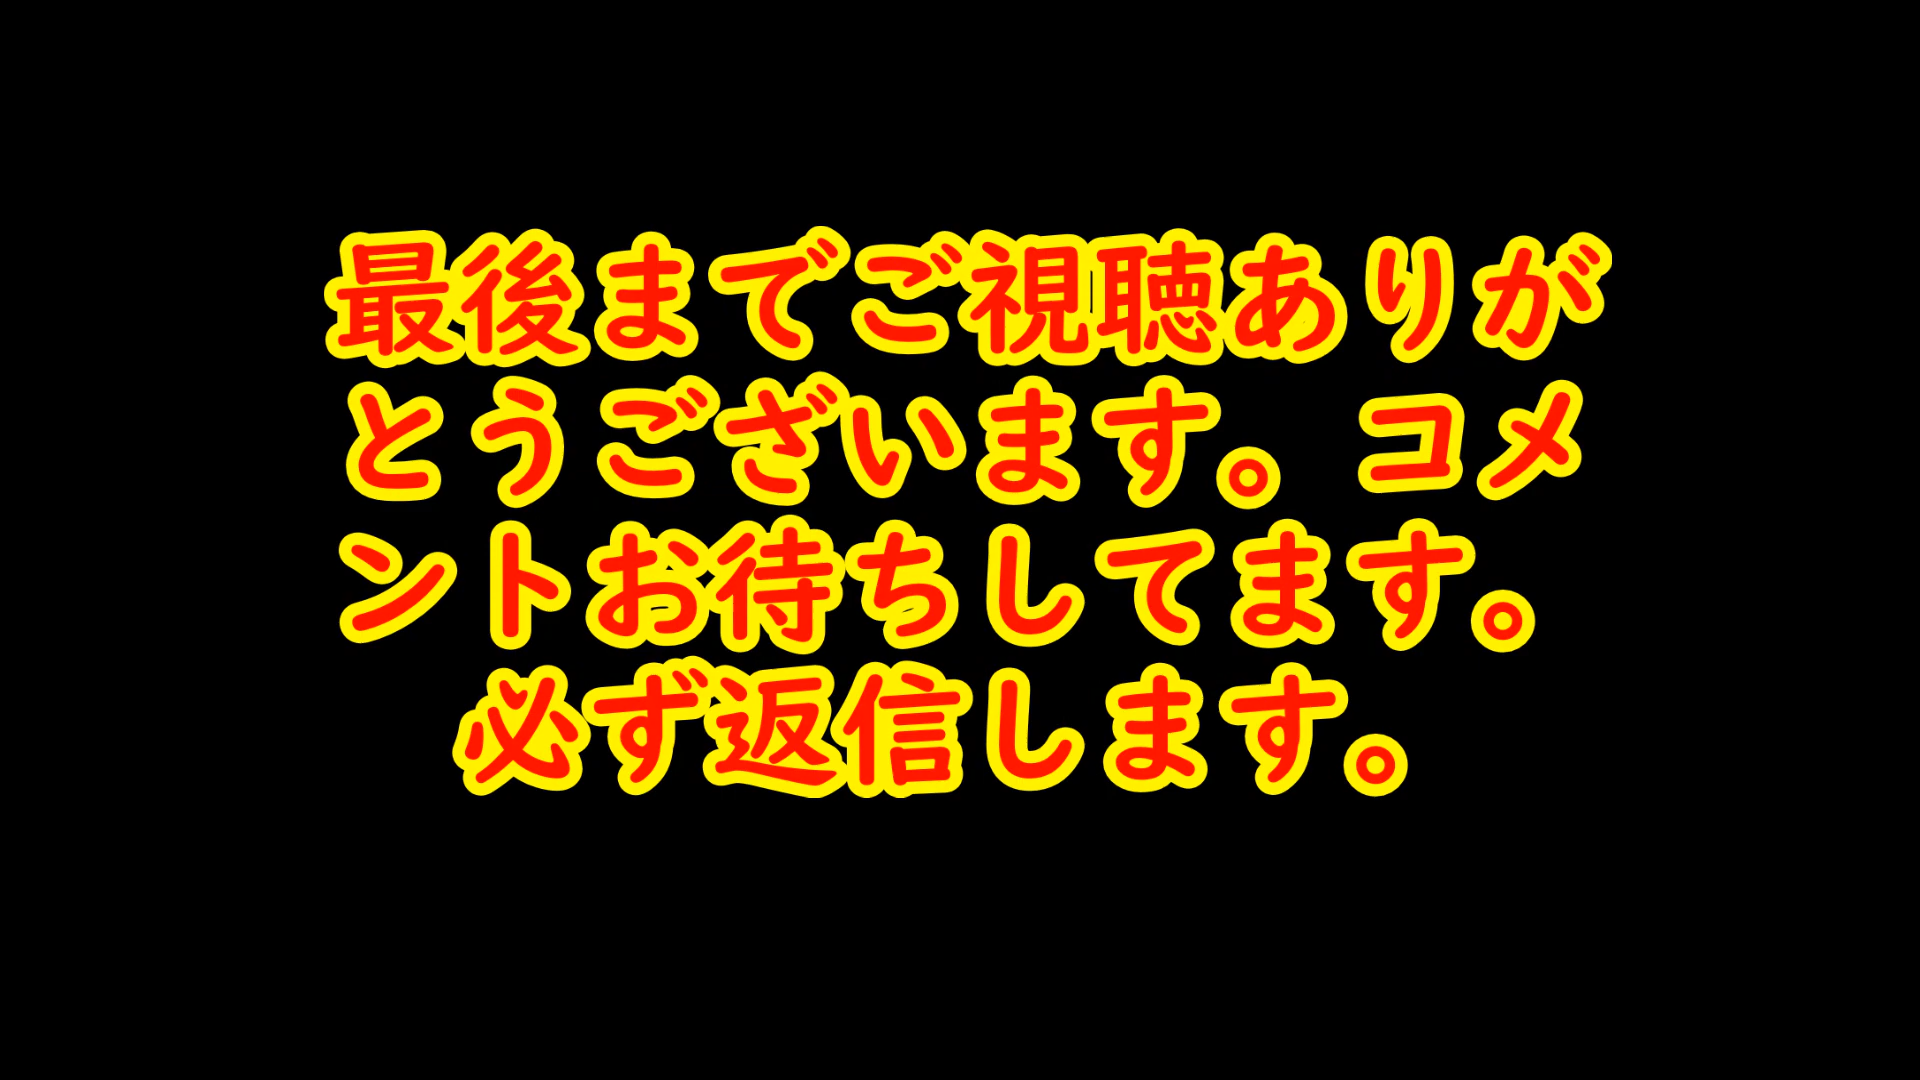 最後までご視聴ありが
とうございます。コメ
ントお待ちしてます。
必ず返信します。